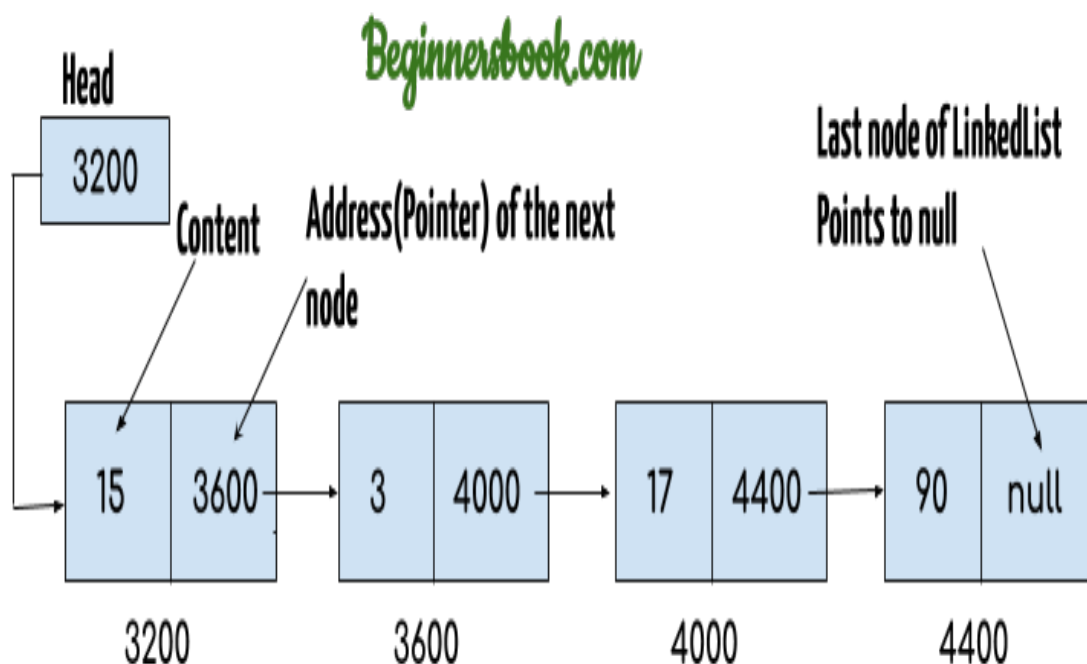 Beginnersbook.com
Head
3200
Content
Address(Pointer) of the next
node
Last node of LinkedList
Points to null
15 3600 3 4000 17 4400 90 null
3200 3600 4000 4400